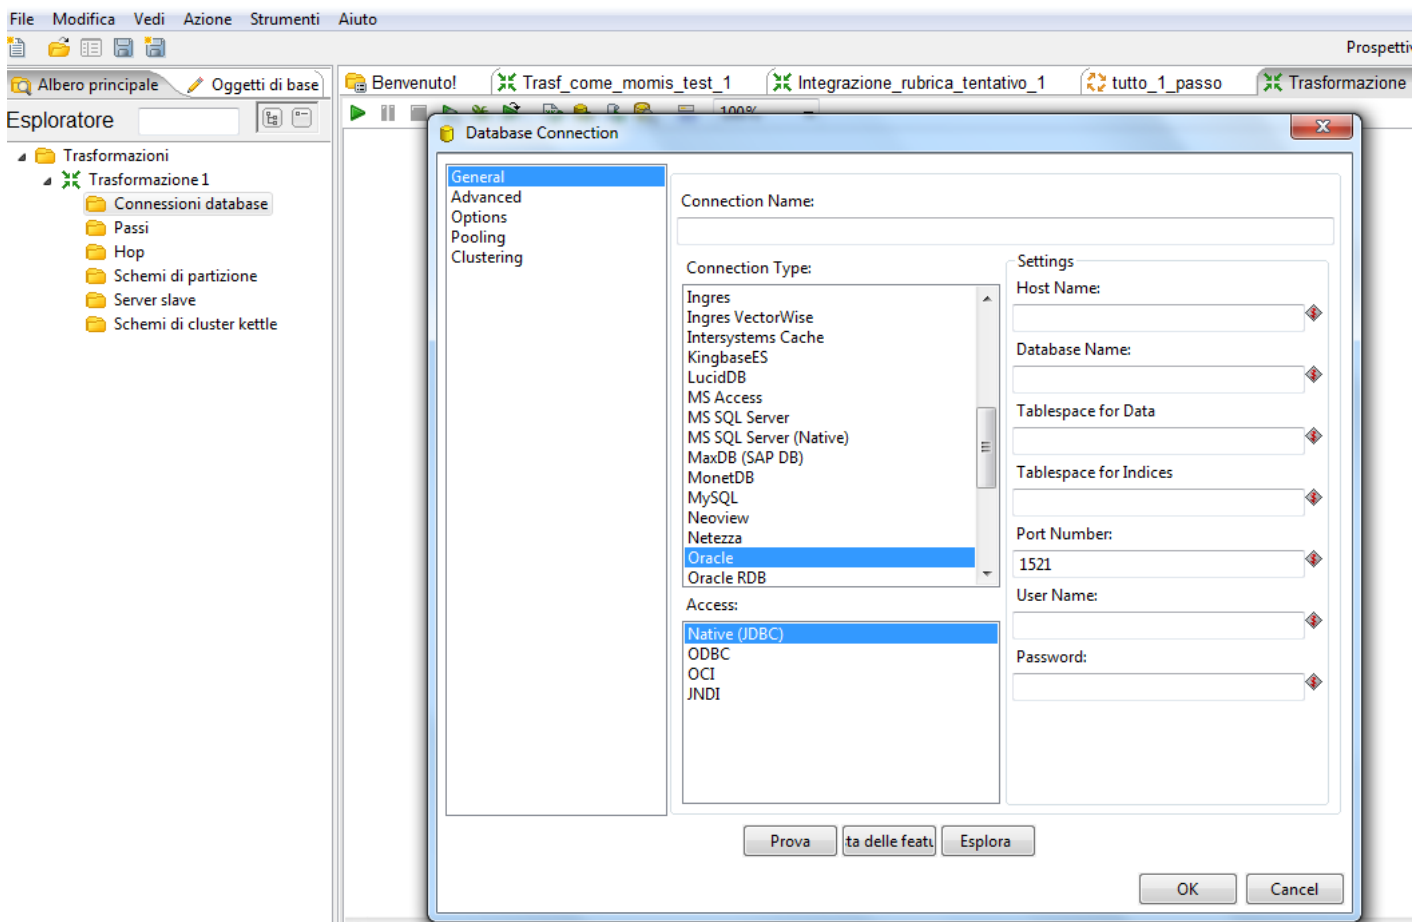 File Modifica Vedi Azione Strumenti Aiuto
Prospettiv
Albero principale Oggetti di base
Benvenuto! Trasf_come_momis_test_1 Integrazione_rubrica_tentativo_1 tutto_1_passo Trasformazione
100%
Esploratore
Trasformazioni
Trasformazione 1
Connessioni database
Passi
Hop
Schemi di partizione
Server slave
Schemi di cluster kettle
Database Connection
General
Advanced
Options
Pooling
Clustering
Connection Name:
Connection Type:
Ingres
Ingres VectorWise
Intersystems Cache
KingbaseES
LucidDB
MS Access
MS SQL Server
MS SQL Server (Native)
MaxDB (SAP DB)
MonetDB
MySQL
Neoview
Netezza
Oracle
Oracle RDB
Access:
Native (JDBC)
ODBC
OCI
JNDI
Settings
Host Name:
Database Name:
Tablespace for Data
Tablespace for Indices
Port Number:
1521
User Name:
Password:
Prova ta delle featu Esplora
OK Cancel